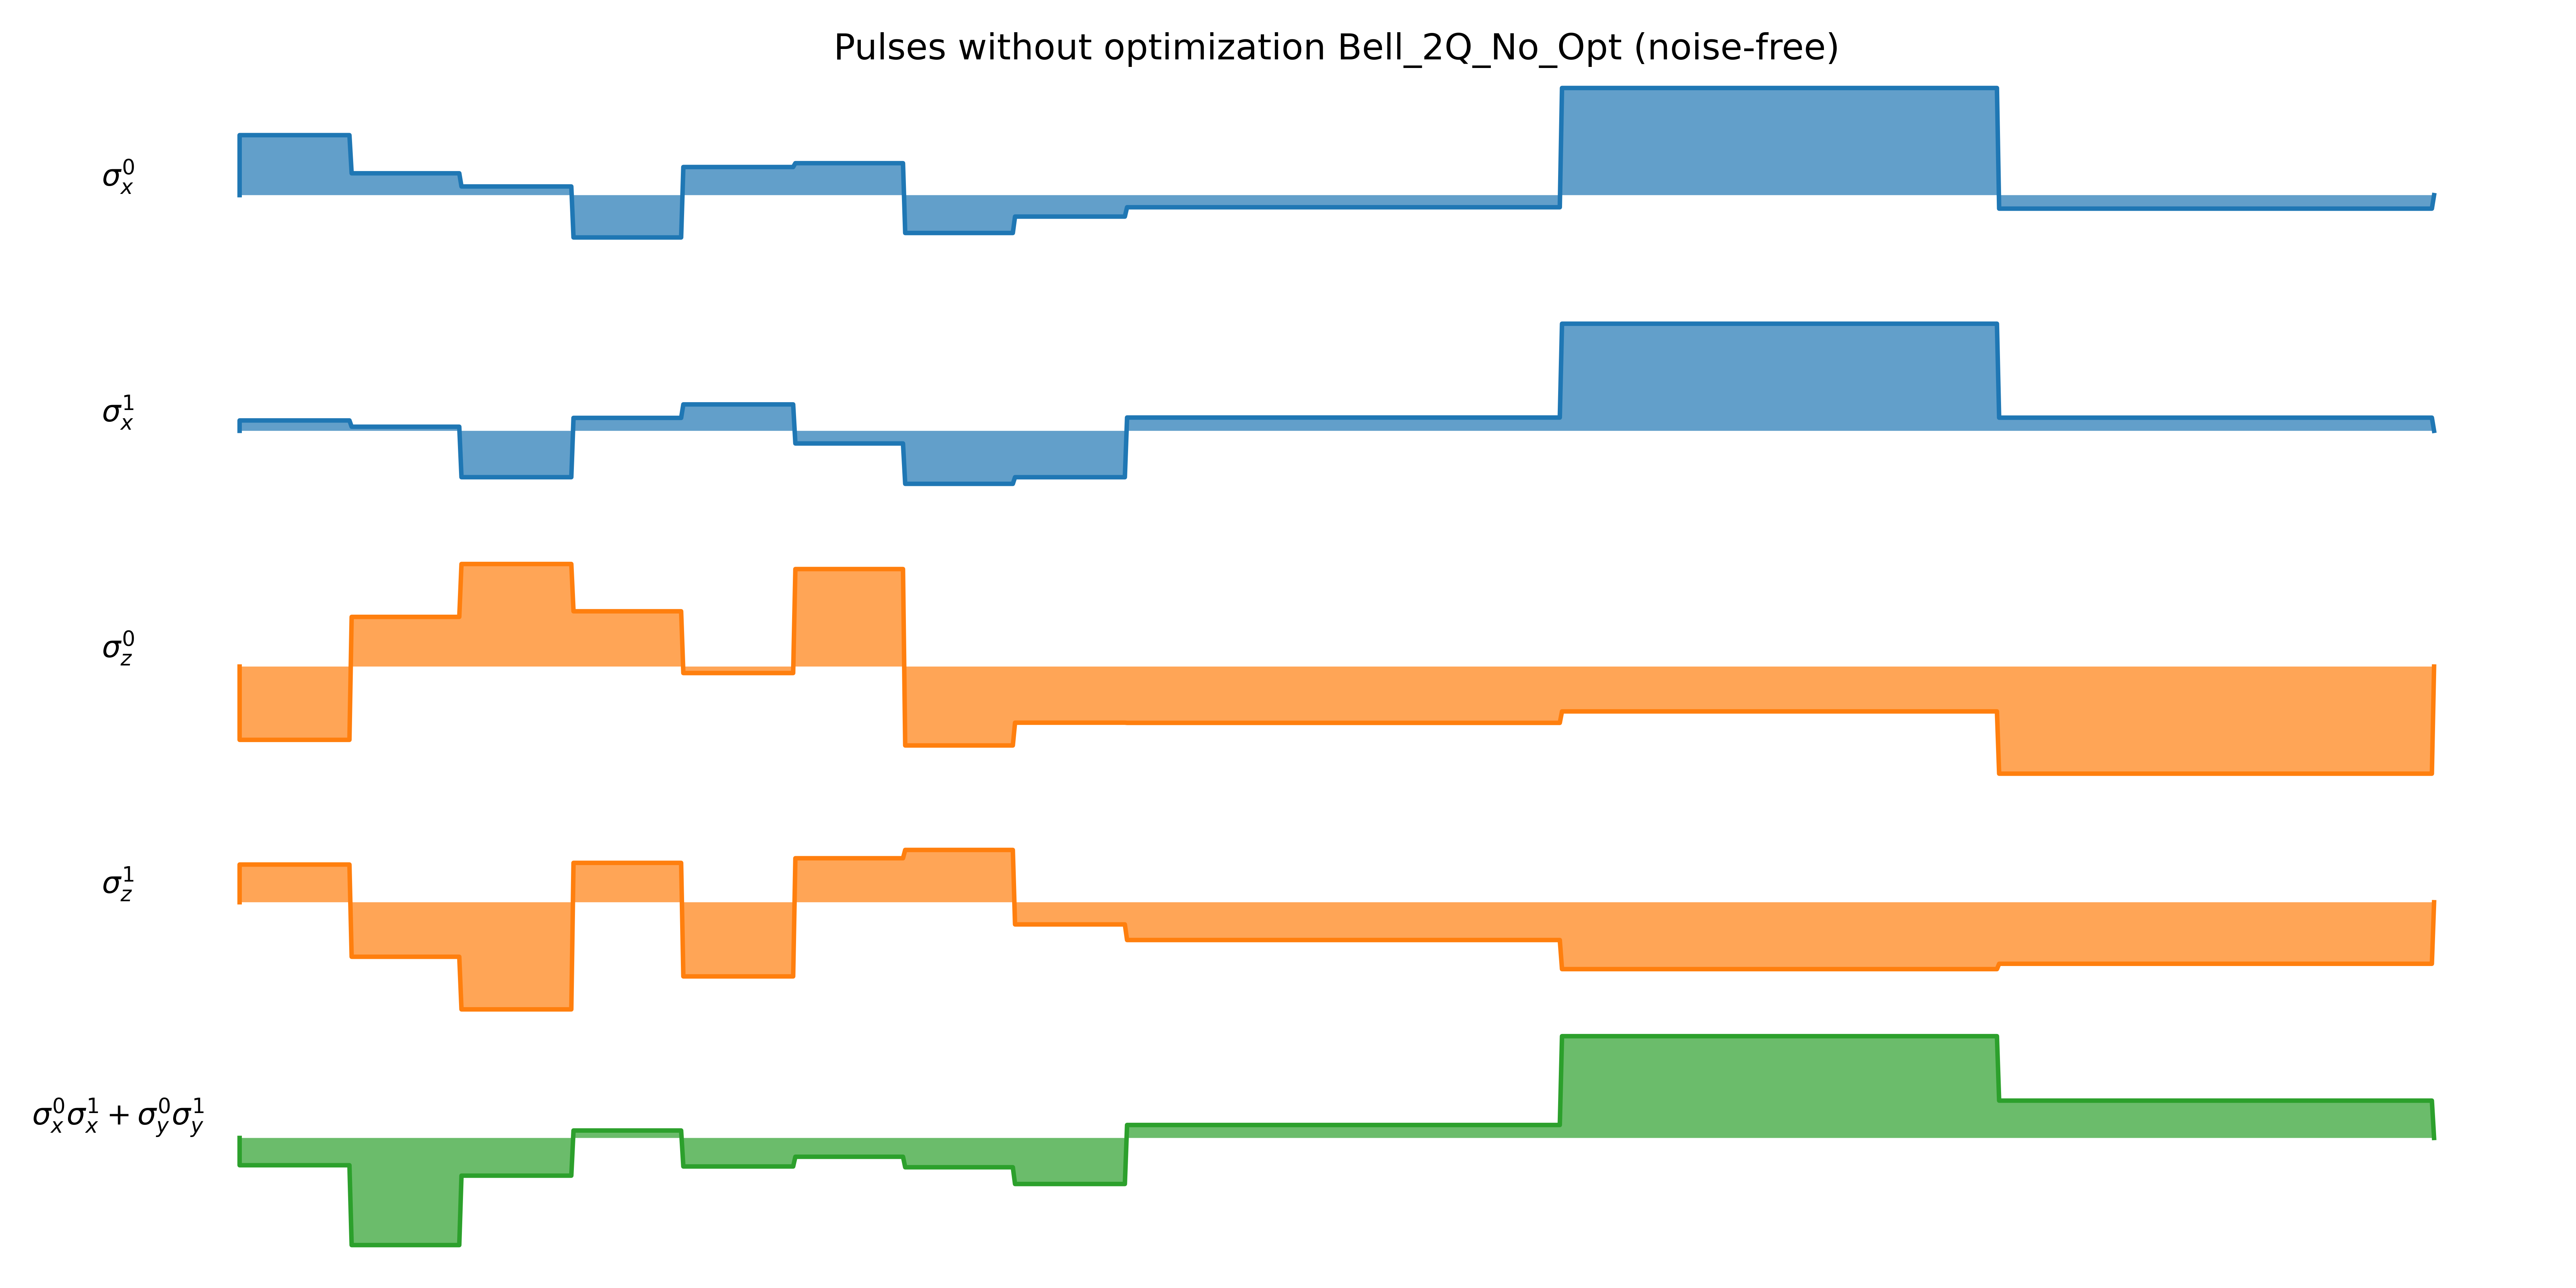 Pulses without optimization Bell_2Q_No_Opt (noise-free)
σ_x^0
σ_x^1
σ_z^0
σ_z^1
σ_x^0σ_x^1 + σ_y^0σ_y^1